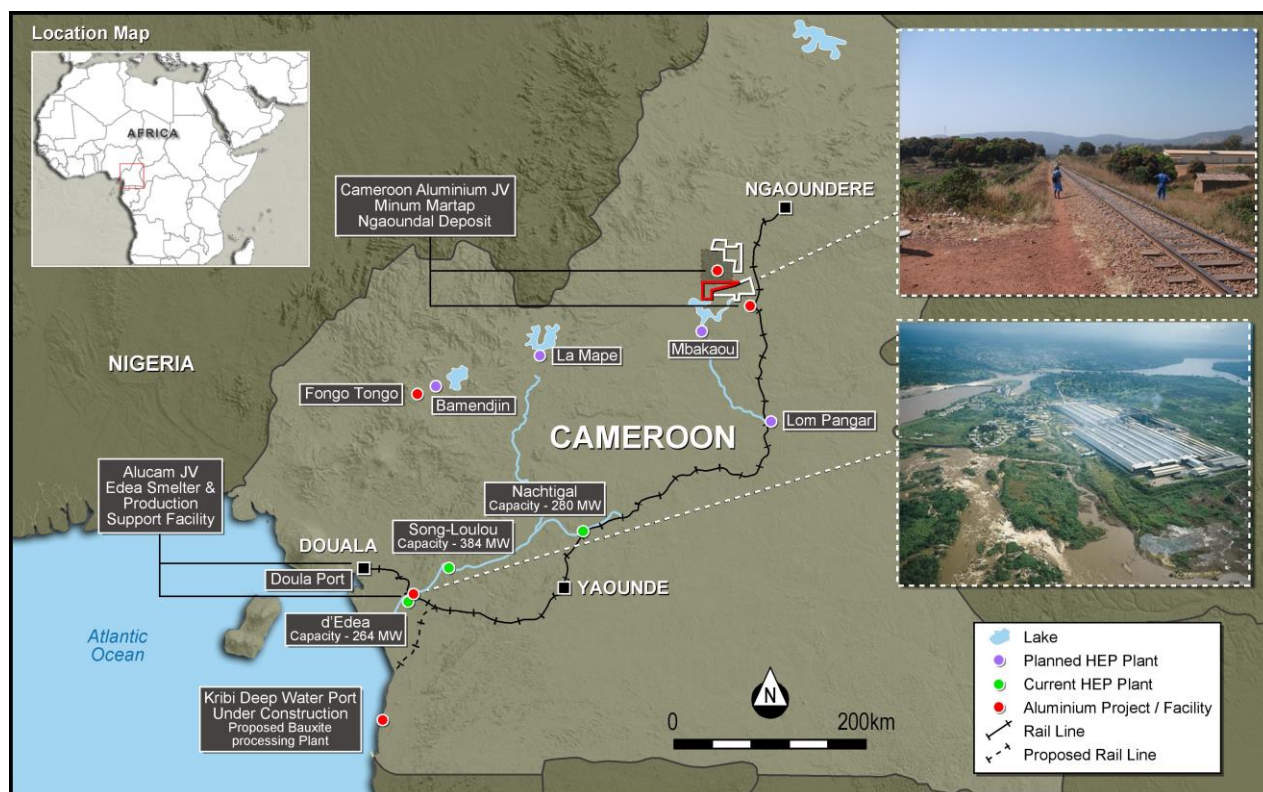 Location Map
AFRICA
Cameroon Aluminium JV
Minum Martap
Ngaoundal Deposit
NGAOUNDERE
NIGERIA
La Mape
Mbakaou
Fongo Tongo
Bamendjin
Lom Pangar
CAMEROON
Alucam JV
Edea Smelter &
Production
Support Facility
Nachtigal
Capacity - 280 MW
Song-Loulou
Capacity - 384 MW
DOUALA
Doula Port
YAOUNDE
d'Edea
Capacity - 264 MW
Atlantic
Ocean
Kribi Deep Water Port
Under Construction
Proposed Bauxite
processing Plant
N
0 200km
Lake
Planned HEP Plant
Current HEP Plant
Aluminium Project / Facility
Rail Line
Proposed Rail Line